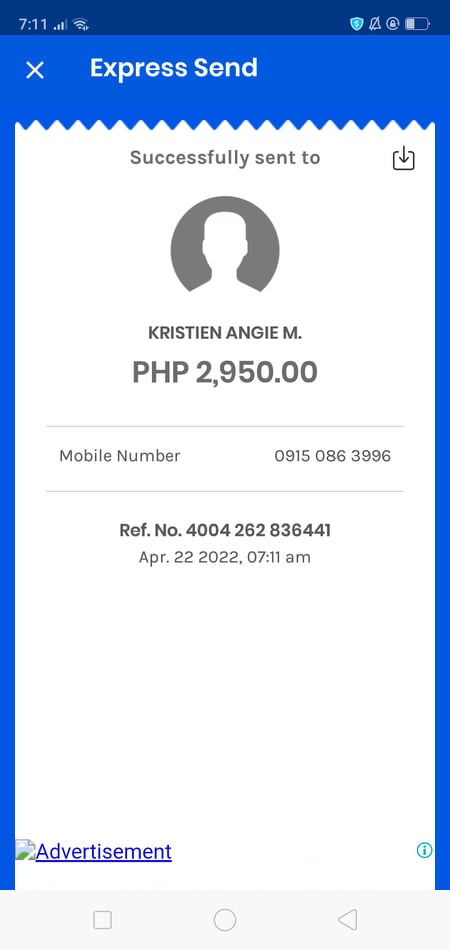 7:11
Express Send
Successfully sent to
KRISTIEN ANGIE M.
PHP 2,950.00
Mobile Number 0915 086 3996
Ref. No. 4004 262 836441
Apr. 22 2022, 07:11 am
Advertisement